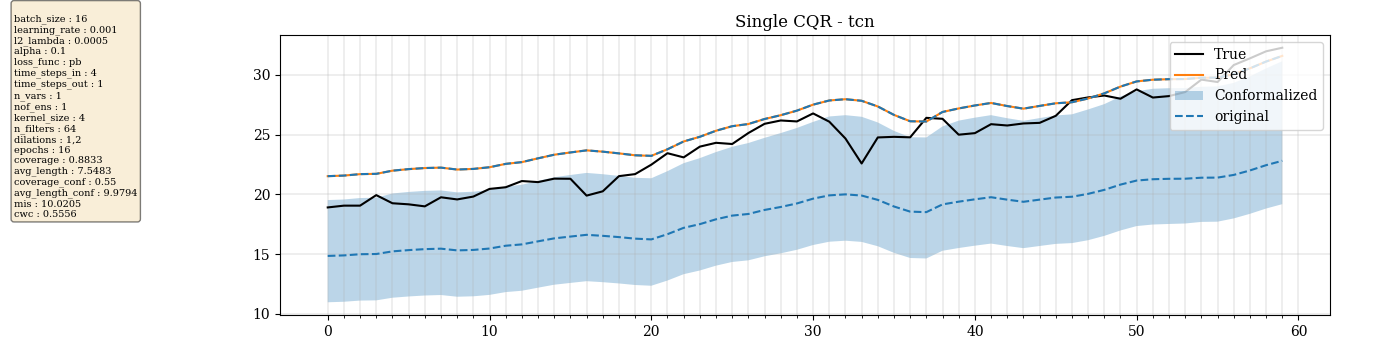 batch_size : 16
learning_rate : 0.001
l2_lambda : 0.0005
alpha : 0.1
loss_func : pb
time_steps_in : 4
time_steps_out : 1
n_vars : 1
nof_ens : 1
kernel_size : 4
n_filters : 64
dilations : 1,2
epochs : 16
coverage : 0.8833
avg_length : 7.5483
coverage_conf : 0.55
avg_length_conf : 9.9794
mis : 10.0205
cwc : 0.5556
Single CQR - tcn
True
Pred
Conformalized
original
30
25
20
15
10
0 10 20 30 40 50 60